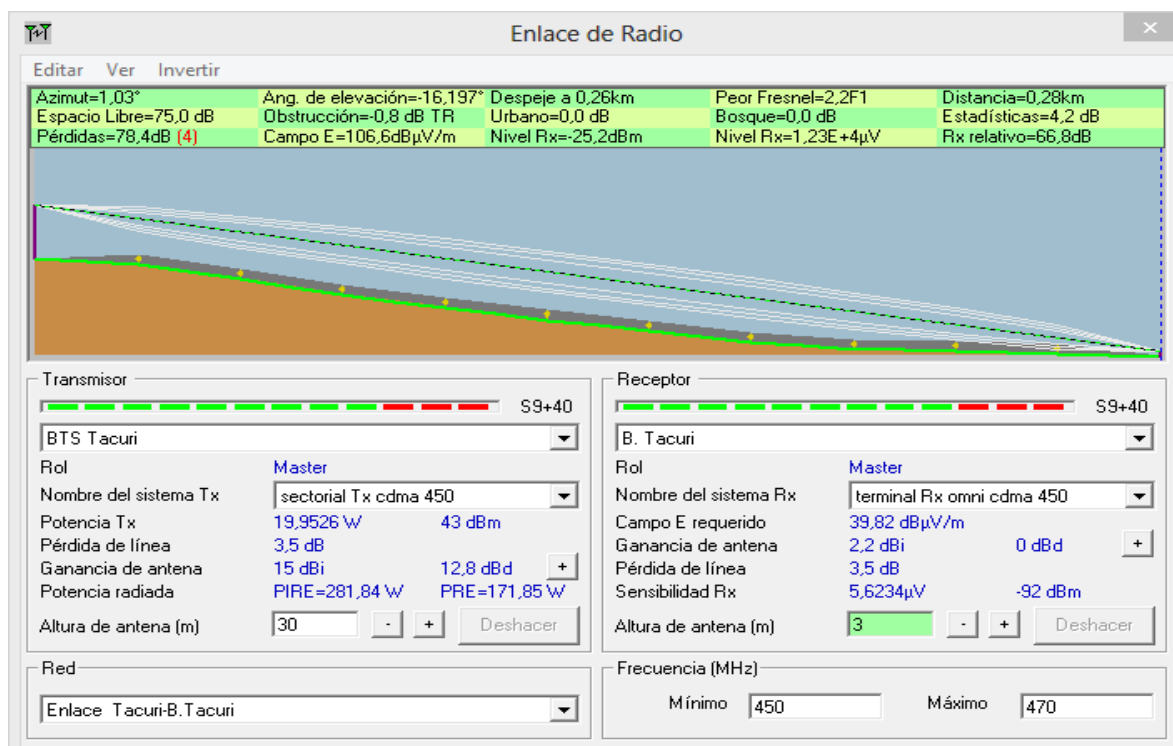 Enlace de Radio
Editar Ver Invertir
Azimut=1,03° Ang. de elevación=-16,197° Despeje a 0,26km Peor Fresnel=2,2F1 Distancia=0,28km
Espacio Libre=75,0 dB Obstrucción=-0,8 dB TR Urbano=0,0 dB Bosque=0,0 dB Estadísticas=4,2 dB
Pérdidas=78,4dB (4) Campo E=106,6dBµV/m Nivel Rx=-25,2dBm Nivel Rx=1,23E+4µV Rx relativo=66,8dB
Transmisor
S9+40
BTS Tacuri
Rol Master
Nombre del sistema Tx sectorial Tx cdma 450
Potencia Tx 19,9526 W 43 dBm
Pérdida de línea 3,5 dB
Ganancia de antena 15 dBi 12,8 dBd +
Potencia radiada PIRE=281,84 W PRE=171,85 W
Altura de antena (m) 30 - + Deshacer
Receptor
S9+40
B. Tacuri
Rol Master
Nombre del sistema Rx terminal Rx omni cdma 450
Campo E requerido 39,82 dBµV/m
Ganancia de antena 2,2 dBi 0 dBd +
Pérdida de línea 3,5 dB
Sensibilidad Rx 5,6234µV -92 dBm
Altura de antena (m) 3 - + Deshacer
Red
Enlace Tacuri-B.Tacuri
Frecuencia (MHz)
Mínimo 450 Máximo 470